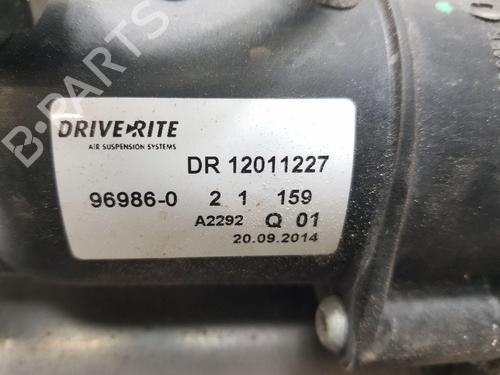 B-PARTS
DRIVE-RITE
AIR SUSPENSION SYSTEMS
DR 12011227
96986-0 2 1 159
A2292 Q 01
20.09.2014